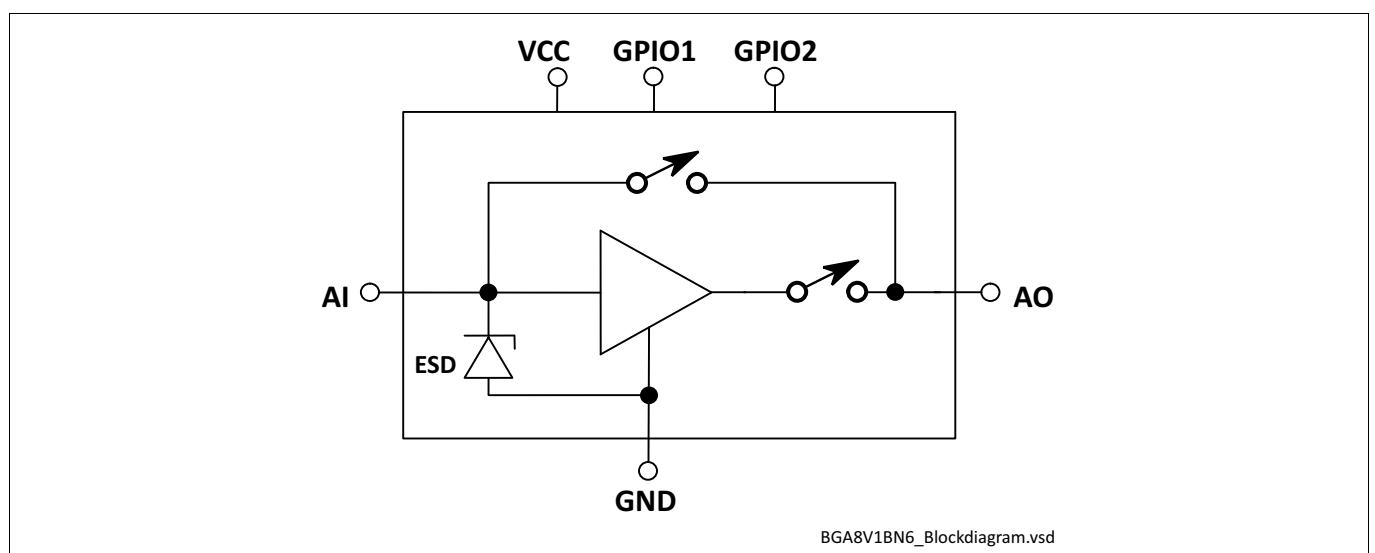 VCC GPIO1 GPIO2
AI
AO
ESD
GND
BGA8V1BN6_Blockdiagram.vsd